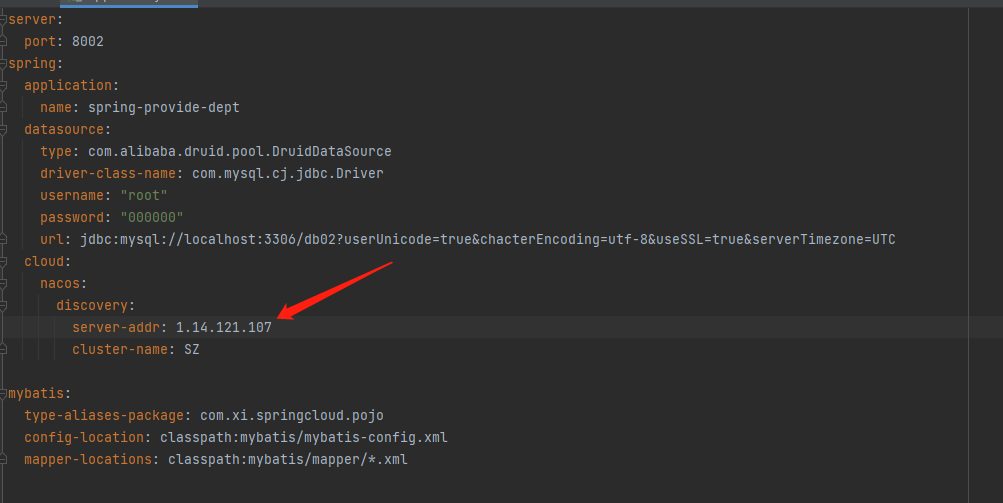 server:
  port: 8002
spring:
  application:
    name: spring-provide-dept
  datasource:
    type: com.alibaba.druid.pool.DruidDataSource
    driver-class-name: com.mysql.cj.jdbc.Driver
    username: "root"
    password: "000000"
    url: jdbc:mysql://localhost:3306/db02?userUnicode=true&chacterEncoding=utf-8&useSSL=true&serverTimezone=UTC
  cloud:
    nacos:
      discovery:
        server-addr: 1.14.121.107
        cluster-name: SZ
mybatis:
  type-aliases-package: com.xi.springcloud.pojo
  config-location: classpath:mybatis/mybatis-config.xml
  mapper-locations: classpath:mybatis/mapper/*.xml